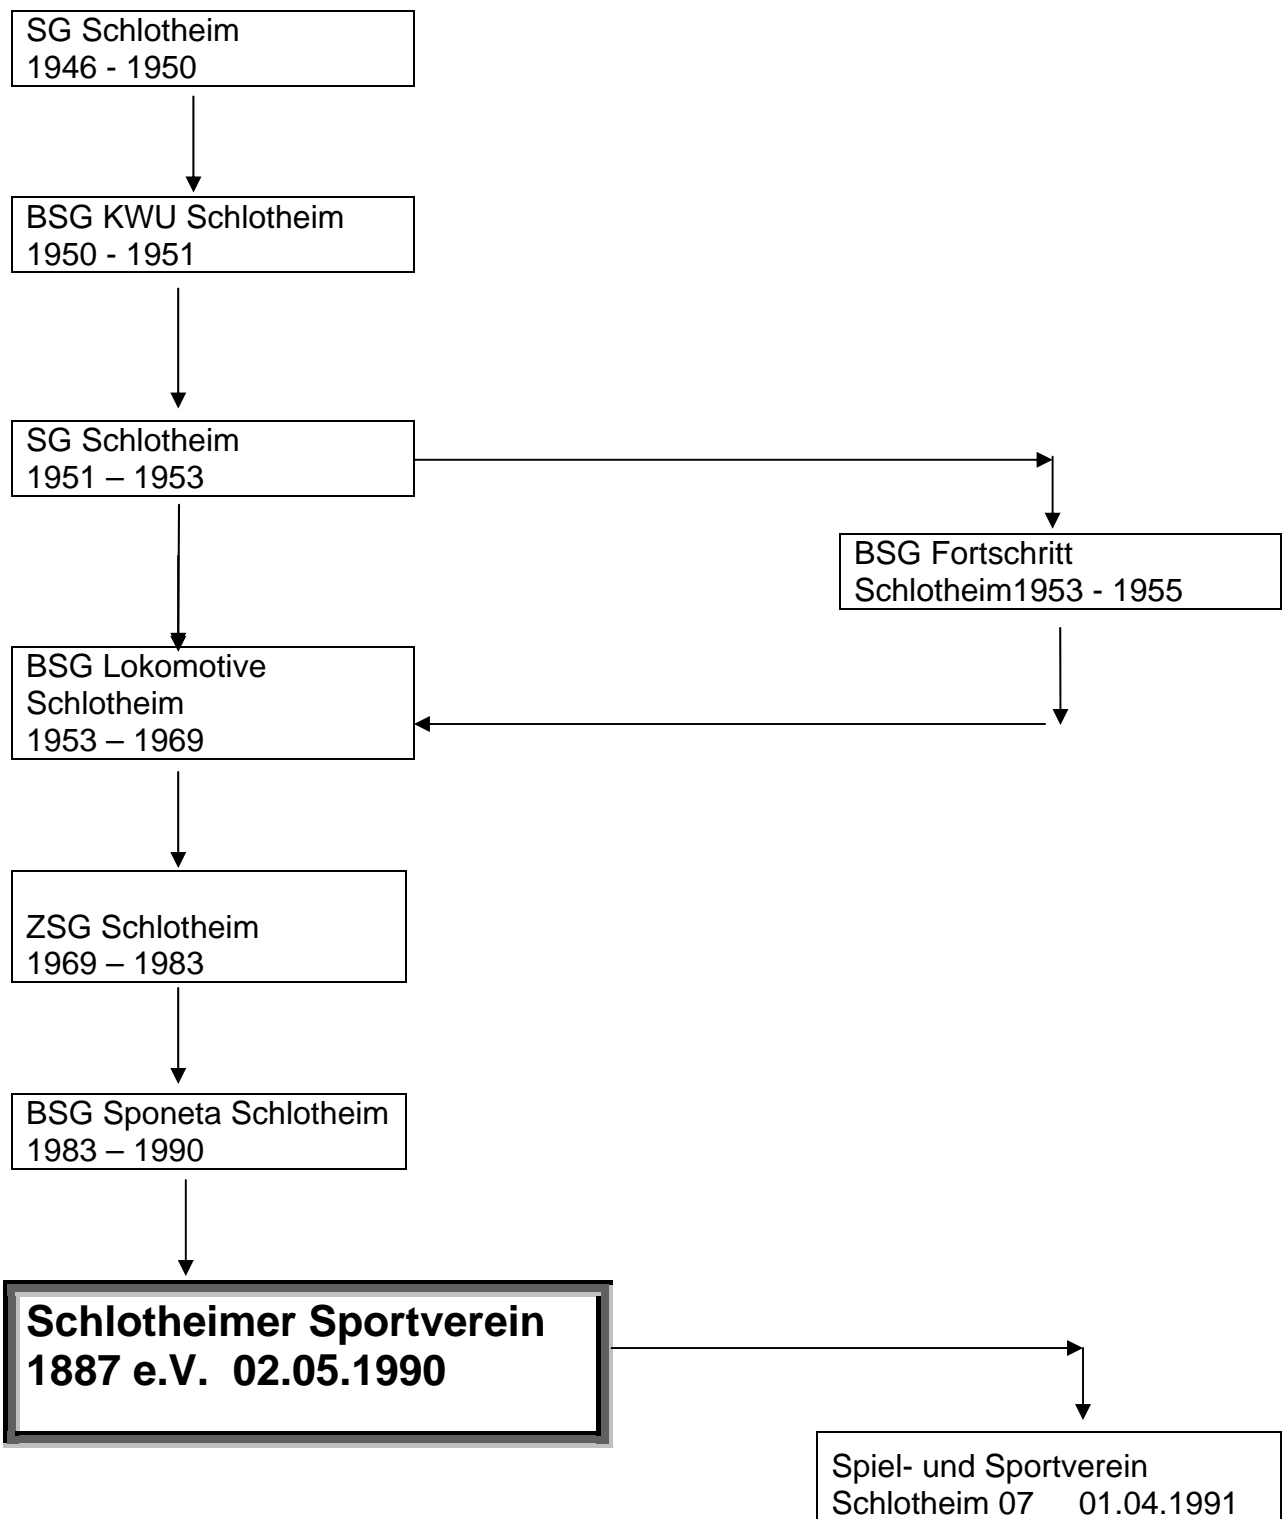 SG Schlotheim
1946 - 1950
BSG KWU Schlotheim
1950 - 1951
SG Schlotheim
1951 – 1953
BSG Fortschritt
Schlotheim1953 - 1955
BSG Lokomotive
Schlotheim
1953 – 1969
ZSG Schlotheim
1969 – 1983
BSG Sponeta Schlotheim
1983 – 1990
Schlotheimer Sportverein
1887 e.V. 02.05.1990
Spiel- und Sportverein
Schlotheim 07 01.04.1991